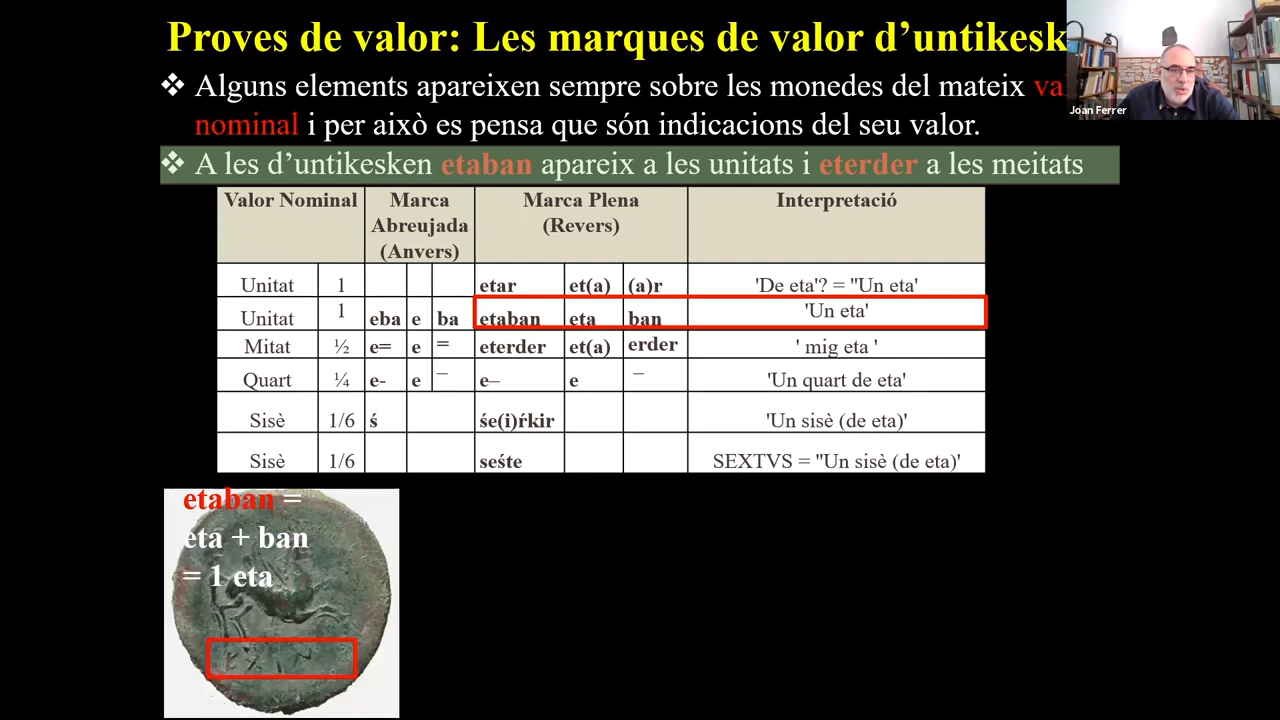 Proves de valor: Les marques de valor d’untikesk
❖ Alguns elements apareixen sempre sobre les monedes del mateix
nominal i per això es pensa que són indicacions del seu valor.
❖ A les d’untikesken etaban apareix a les unitats i eterder a les meitats
Joan Ferrer
Valor Nominal Marca Abreujada (Anvers) Marca Plena (Revers) Interpretació
Unitat 1 etar et(a) (a)r 'De eta'? = "Un eta'
Unitat 1 eba e ba etaban eta ban 'Un eta'
Mitat ½ e= e = eterder et(a) erder ' mig eta '
Quart ¼ e- e – e– e – 'Un quart de eta'
Sisè 1/6 ś śe(i)ŕkir 'Un sisè (de eta)'
Sisè 1/6 seśte SEXTVS = "Un sisè (de eta)'
etaban =
eta + ban
= 1 eta